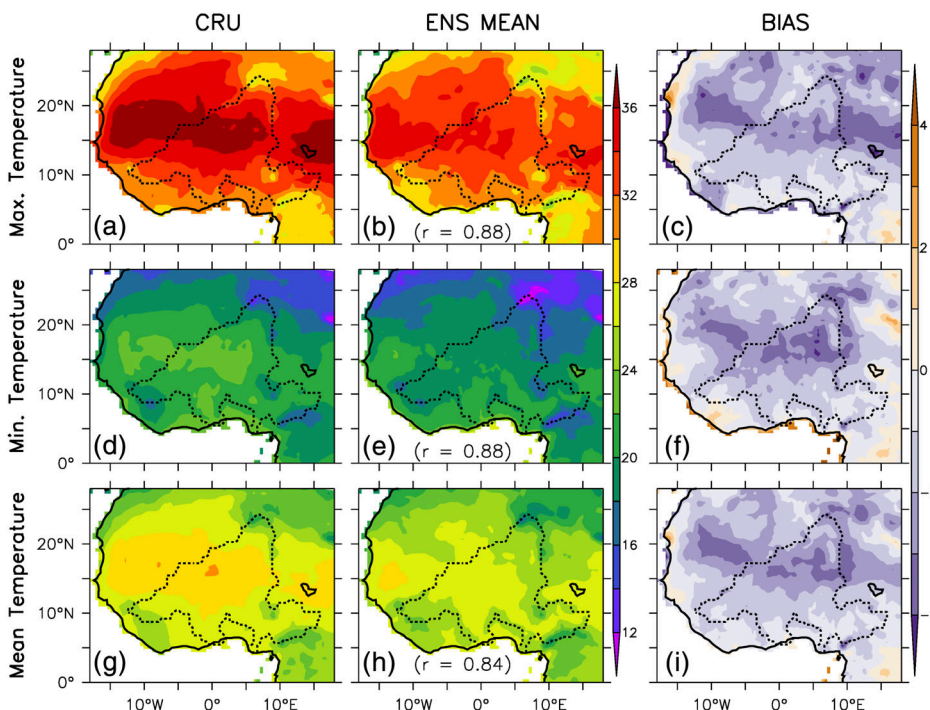 CRU ENS MEAN BIAS
Max. Temperature
20°N
10°N
0°
(a)
(b)
(r = 0.88)
(c)
36
32
28
24
20
16
12
4
2
0
Min. Temperature
20°N
10°N
0°
(d)
(e)
(r = 0.88)
(f)
Mean Temperature
20°N
10°N
0°
(g)
(h)
(r = 0.84)
(i)
10°W 0°E 10°E 10°W 0°E 10°E 10°W 0°E 10°E